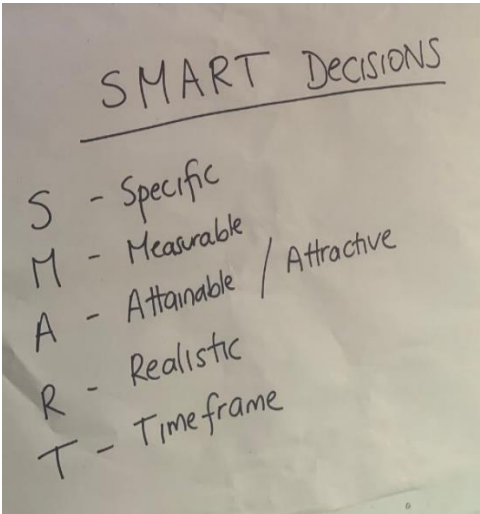 SMART DECISIONS
S - Specific
M - Measurable
A - Attainable / Attractive
R - Realistic
T - Timeframe